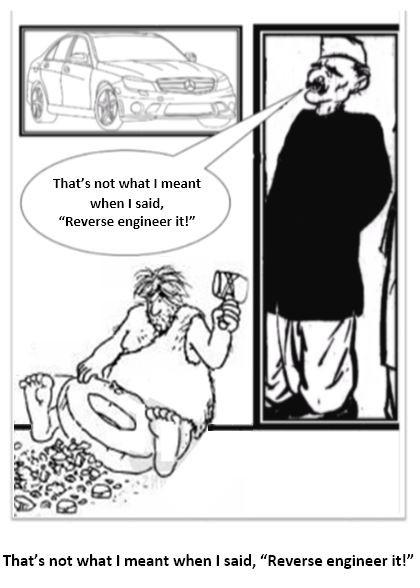 That's not what I meant
when I said,
"Reverse engineer it!"
That's not what I meant when I said, "Reverse engineer it!"